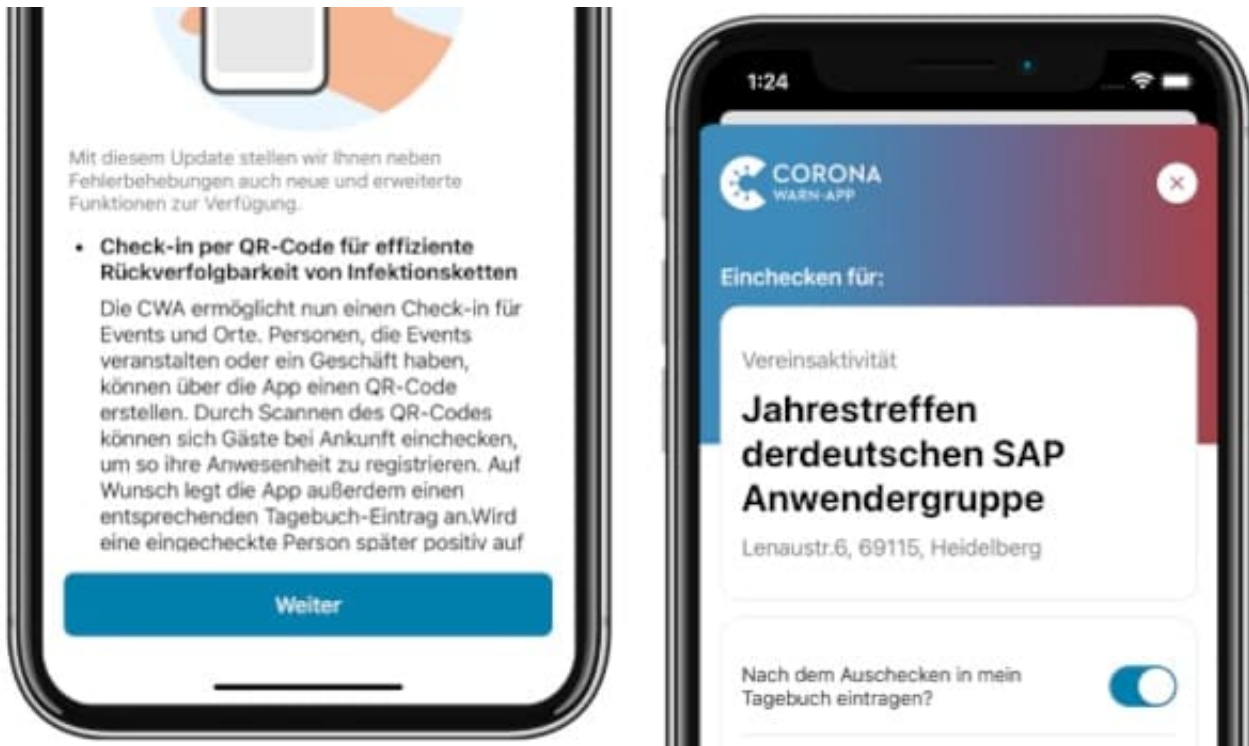 Mit diesem Update stellen wir Ihnen neben
Fehlerbehebungen auch neue und erweiterte
Funktionen zur Verfügung.
• Check-in per QR-Code für effiziente
Rückverfolgbarkeit von Infektionsketten
Die CWA ermöglicht nun einen Check-in für
Events und Orte. Personen, die Events
veranstalten oder ein Geschäft haben,
können über die App einen QR-Code
erstellen. Durch Scannen des QR-Codes
können sich Gäste bei Ankunft einchecken,
um so ihre Anwesenheit zu registrieren. Auf
Wunsch legt die App außerdem einen
entsprechenden Tagebuch-Eintrag an.Wird
eine eingecheckte Person später positiv auf
Weiter
1:24
CORONA
WARN-APP
Einchecken für:
Vereinsaktivität
Jahrestreffen
derdeutschen SAP
Anwendergruppe
Lenaustr.6, 69115, Heidelberg
Nach dem Auschecken in mein
Tagebuch eintragen?